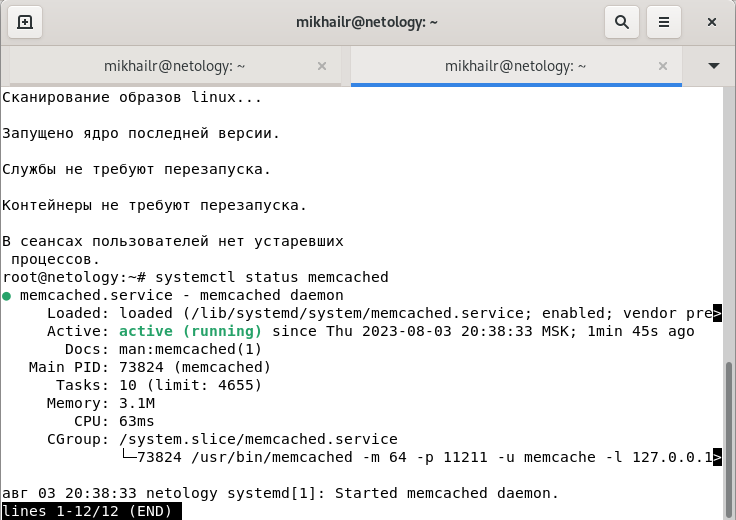 mikhailr@netology: ~
mikhailr@netology: ~
mikhailr@netology: ~
Сканирование образов linux...
Запущено ядро последней версии.
Службы не требуют перезапуска.
Контейнеры не требуют перезапуска.
В сеансах пользователей нет устаревших
процессов.
root@netology:~# systemctl status memcached
● memcached.service - memcached daemon
Loaded: loaded (/lib/systemd/system/memcached.service; enabled; vendor pre>
Active: active (running) since Thu 2023-08-03 20:38:33 MSK; 1min 45s ago
Docs: man:memcached(1)
Main PID: 73824 (memcached)
Tasks: 10 (limit: 4655)
Memory: 3.1M
CPU: 63ms
CGroup: /system.slice/memcached.service
└─73824 /usr/bin/memcached -m 64 -p 11211 -u memcache -l 127.0.0.1>
авг 03 20:38:33 netology systemd[1]: Started memcached daemon.
lines 1-12/12 (END)